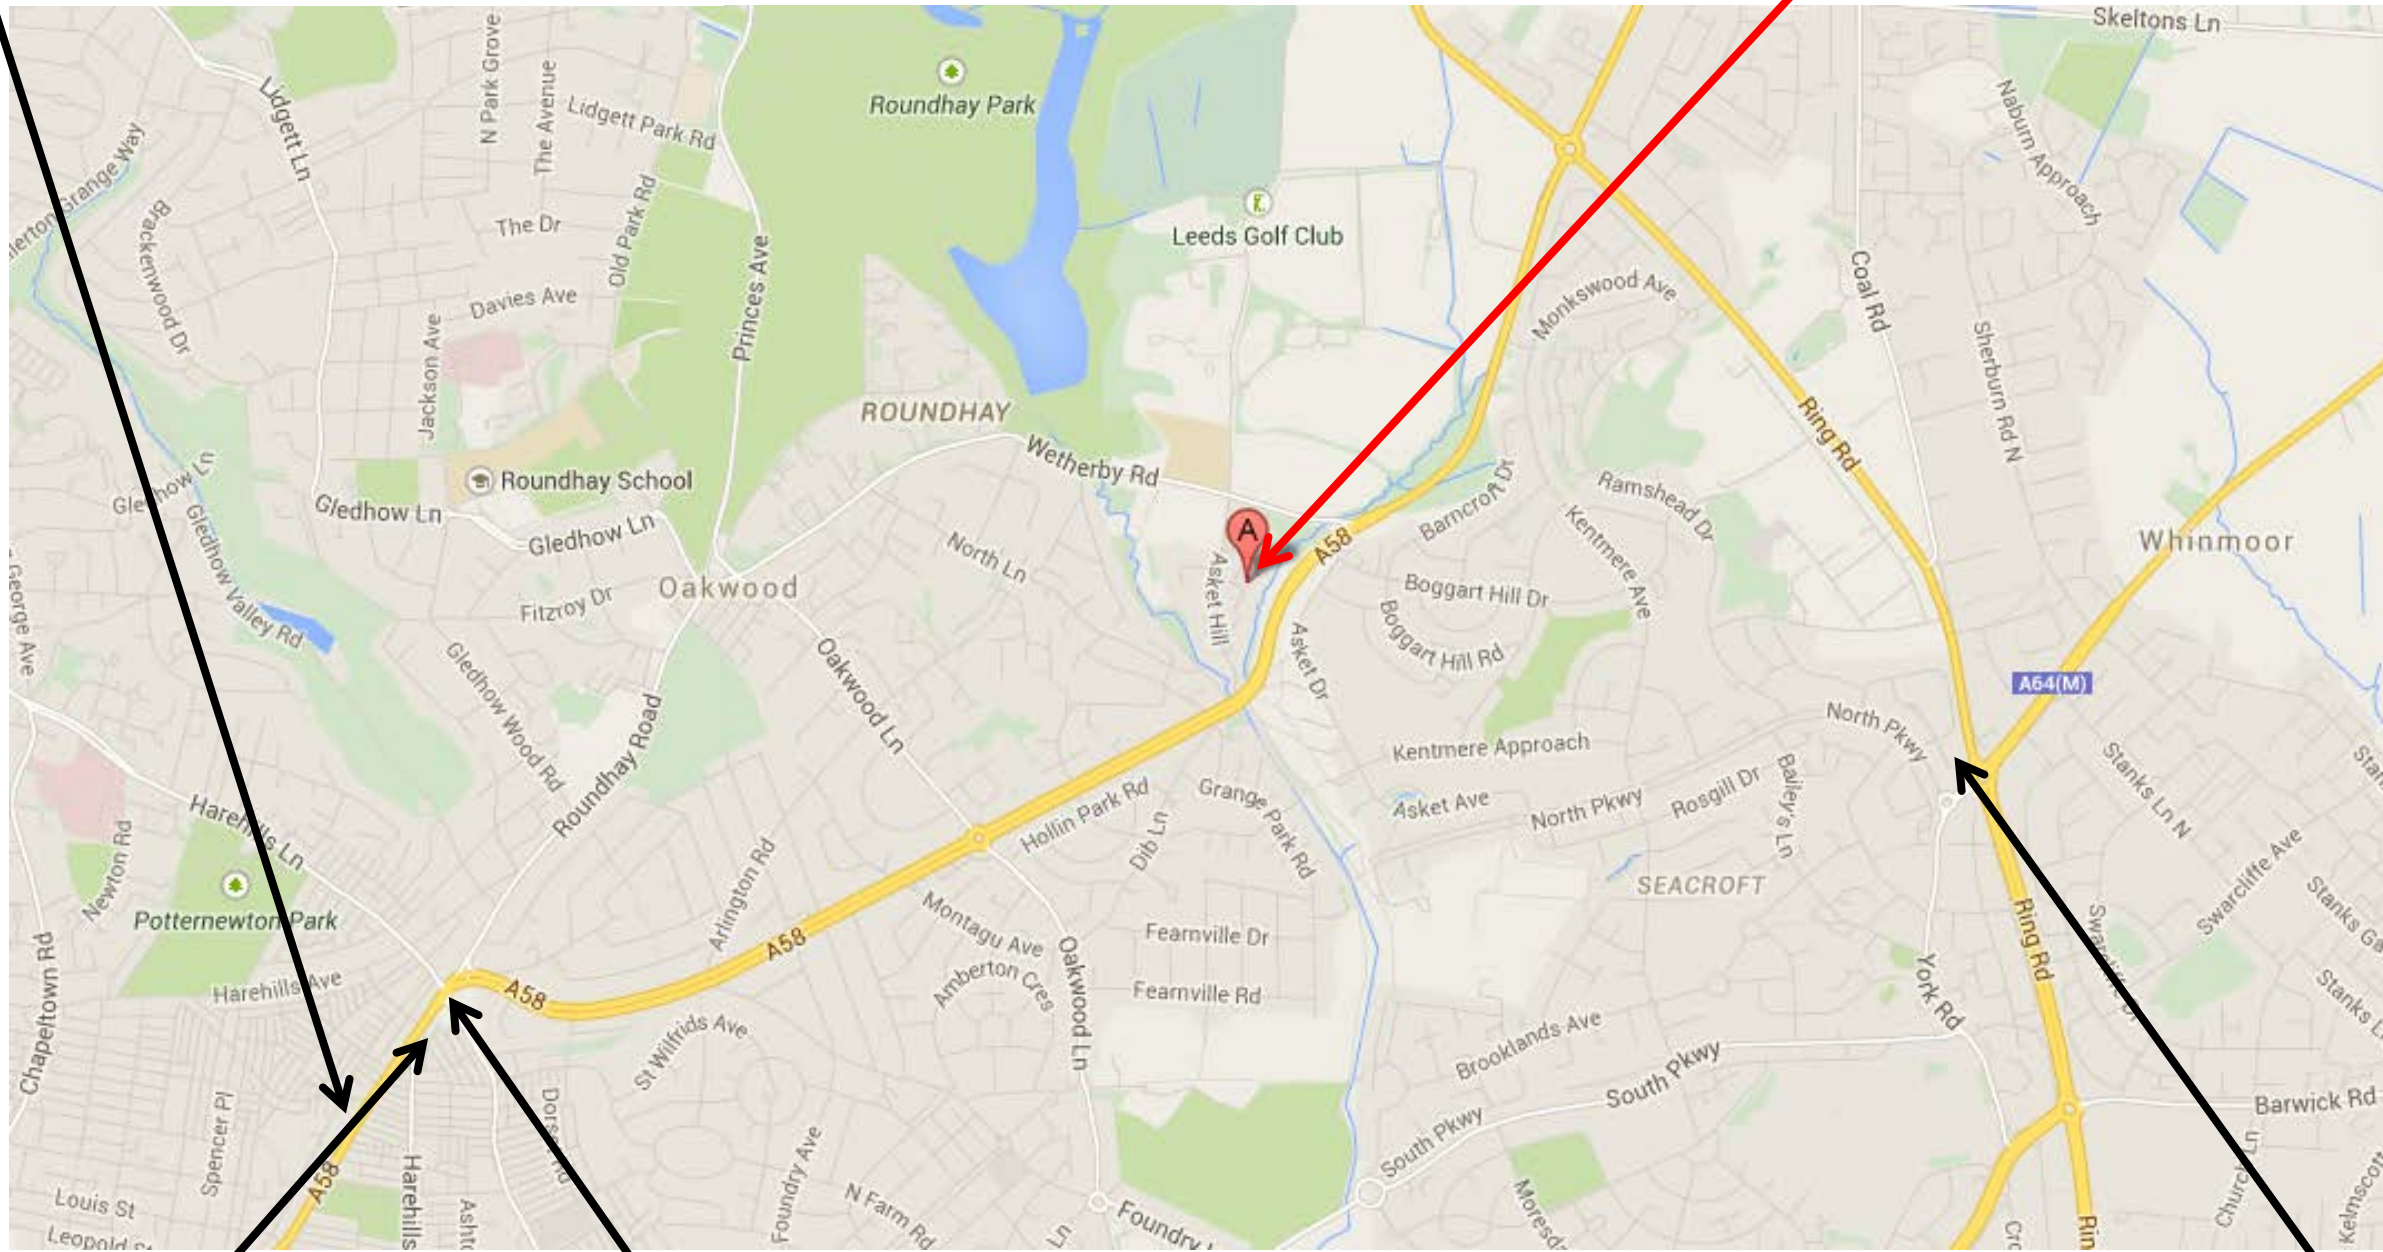 Skeltons Ln
N Park Grove
The Avenue
Lidgett Ln
Lidgett Park Rd
Roundhay Park
Naburn Approach
Brackenwood Dr
The Dr
Old Park Rd
Princes Ave
Leeds Golf Club
Coal Rd
Davies Ave
Monkswood Ave
Jackson Ave
Sherburn Rd N
ROUNDHAY
Ring Rd
Wetherby Rd
Gledhow Ln
Roundhay School
Gledhow Ln
Gledhow Ln
Barncroft Dr
Ramshead Dr
Kentmere Ave
A
A58
Whinmoor
North Ln
Gledhow Valley Rd
George Ave
Fitzroy Dr
Oakwood
Asket Hill
Boggart Hill Dr
Boggart Hill Rd
Asket Dr
Gledhow Wood Rd
Oakwood Ln
A64(M)
North Pkwy
Roundhay Road
Kentmere Approach
Stanks Ln N
Harehills Ln
Hollin Park Rd
Grange Park Rd
Asket Ave
North Pkwy
Rosgill Dr
Bailey's Ln
Newton Rd
Dib Ln
Arlington Rd
SEACROFT
Swarcliffe Ave
Potternewton Park
Montagu Ave
Fearnville Dr
Ring Rd
A58
Chapeltown Rd
Harehills Ave
A58
Amberton Cres
Oakwood Ln
Fearnville Rd
York Rd
Swarcliffe Dr
St Wilfrids Ave
Brooklands Ave
South Pkwy
Barwick Rd
Spencer Pl
South Pkwy
A58
Harehills
Foundry Ave
N Farm Rd
Louis St
Foundry
Ln